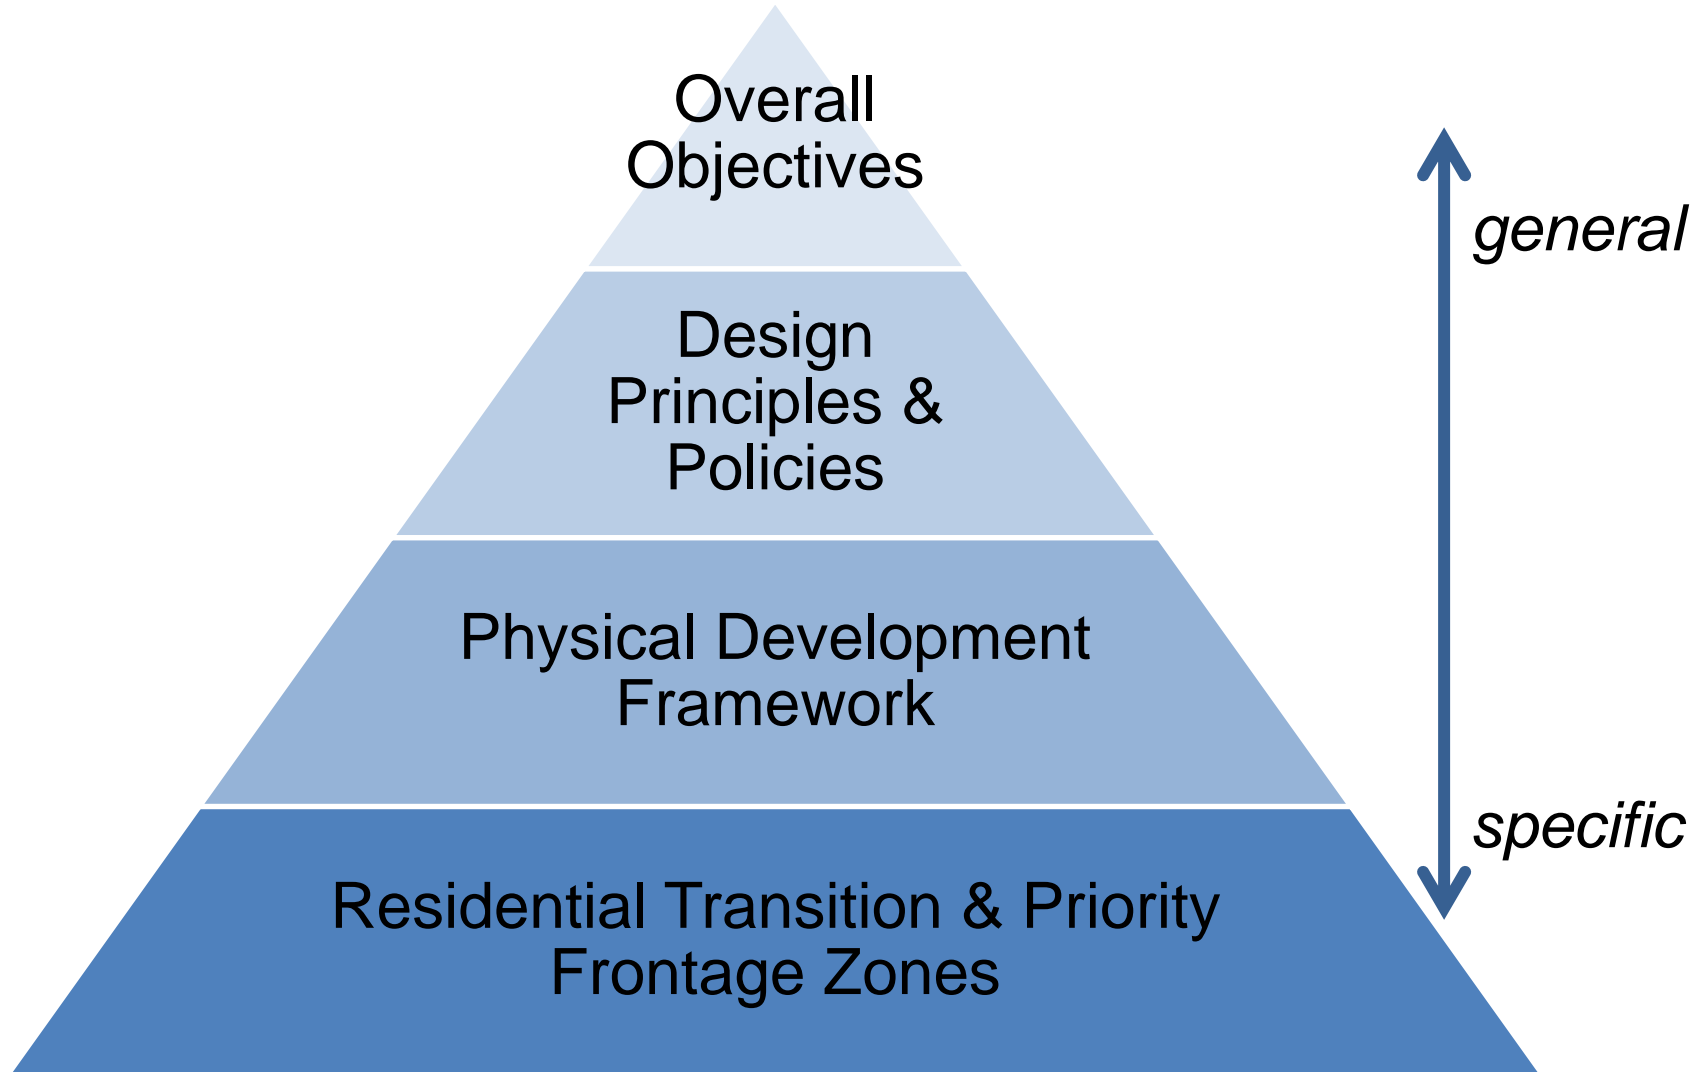 Overall
Objectives
general
Design
Principles &
Policies
Physical Development
Framework
specific
Residential Transition & Priority
Frontage Zones